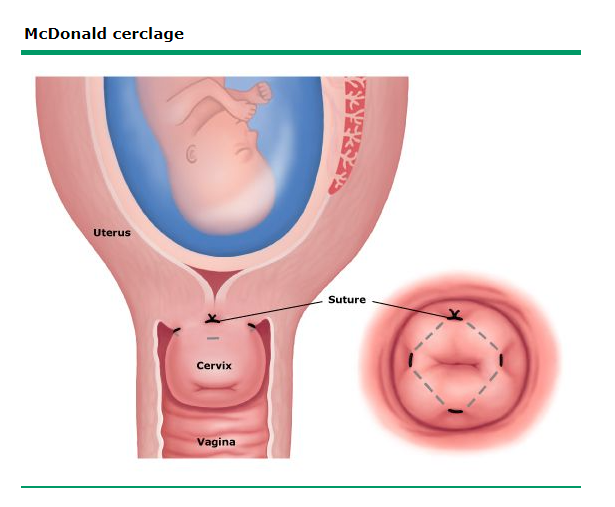 McDonald cerclage
Uterus
Suture
Cervix
Vagina